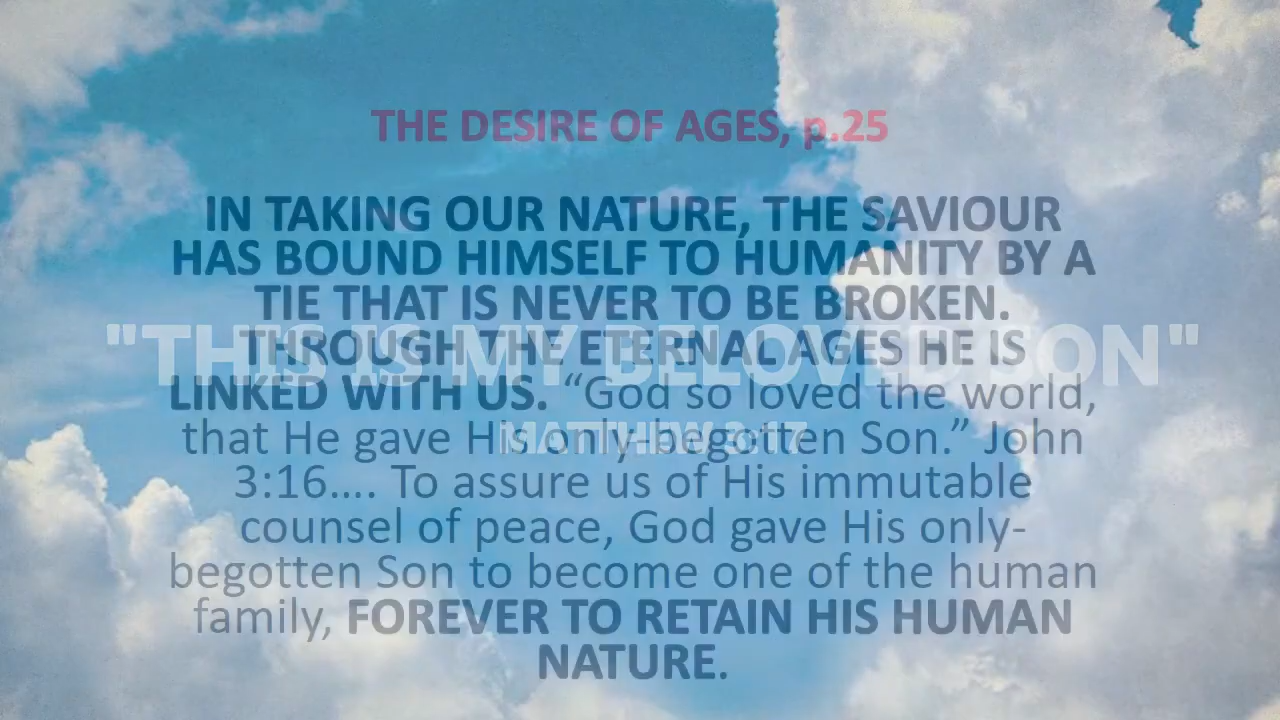 THE DESIRE OF AGES, p.25
IN TAKING OUR NATURE, THE SAVIOUR
HAS BOUND HIMSELF TO HUMANITY BY A
TIE THAT IS NEVER TO BE BROKEN.
THROUGH THE ETERNAL AGES HE IS
LINKED WITH US. “God so loved the world,
that He gave His only-begotten Son.” John
3:16…. To assure us of His immutable
counsel of peace, God gave His only-
begotten Son to become one of the human
family, FOREVER TO RETAIN HIS HUMAN
NATURE.
"THIS IS MY BELOVED SON"
MATTHEW 3:17